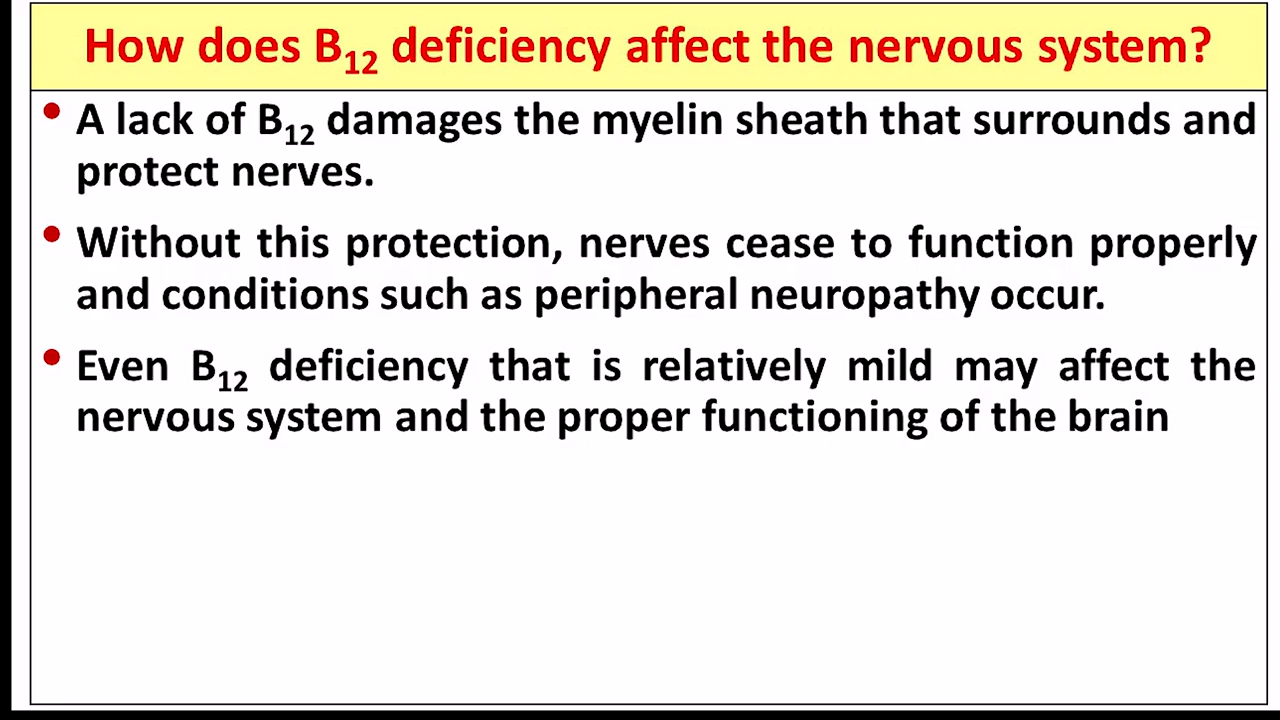 How does B₁₂ deficiency affect the nervous system?
• A lack of B₁₂ damages the myelin sheath that surrounds and
protect nerves.
• Without this protection, nerves cease to function properly
and conditions such as peripheral neuropathy occur.
• Even B₁₂ deficiency that is relatively mild may affect the
nervous system and the proper functioning of the brain